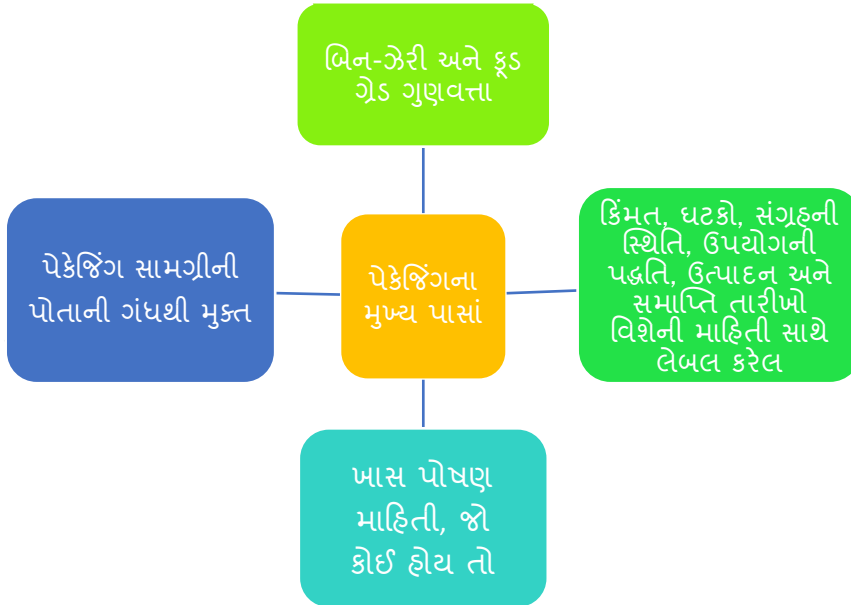 બિન-ઝેરી અને ફૂડ
ગ્રેડ ગુણવત્તા
પેકેજિંગ સામગ્રીની
પોતાની ગંધથી મુક્ત
પેકેજિંગના
મુખ્ય પાસાં
કિંમત, ઘટકો, સંગ્રહની
સ્થિતિ, ઉપયોગની
પદ્ધતિ, ઉત્પાદન અને
સમાપ્તિ તારીખો
વિશેની માહિતી સાથે
લેબલ કરેલ
ખાસ પોષણ
માહિતી, જો
કોઈ હોય તો